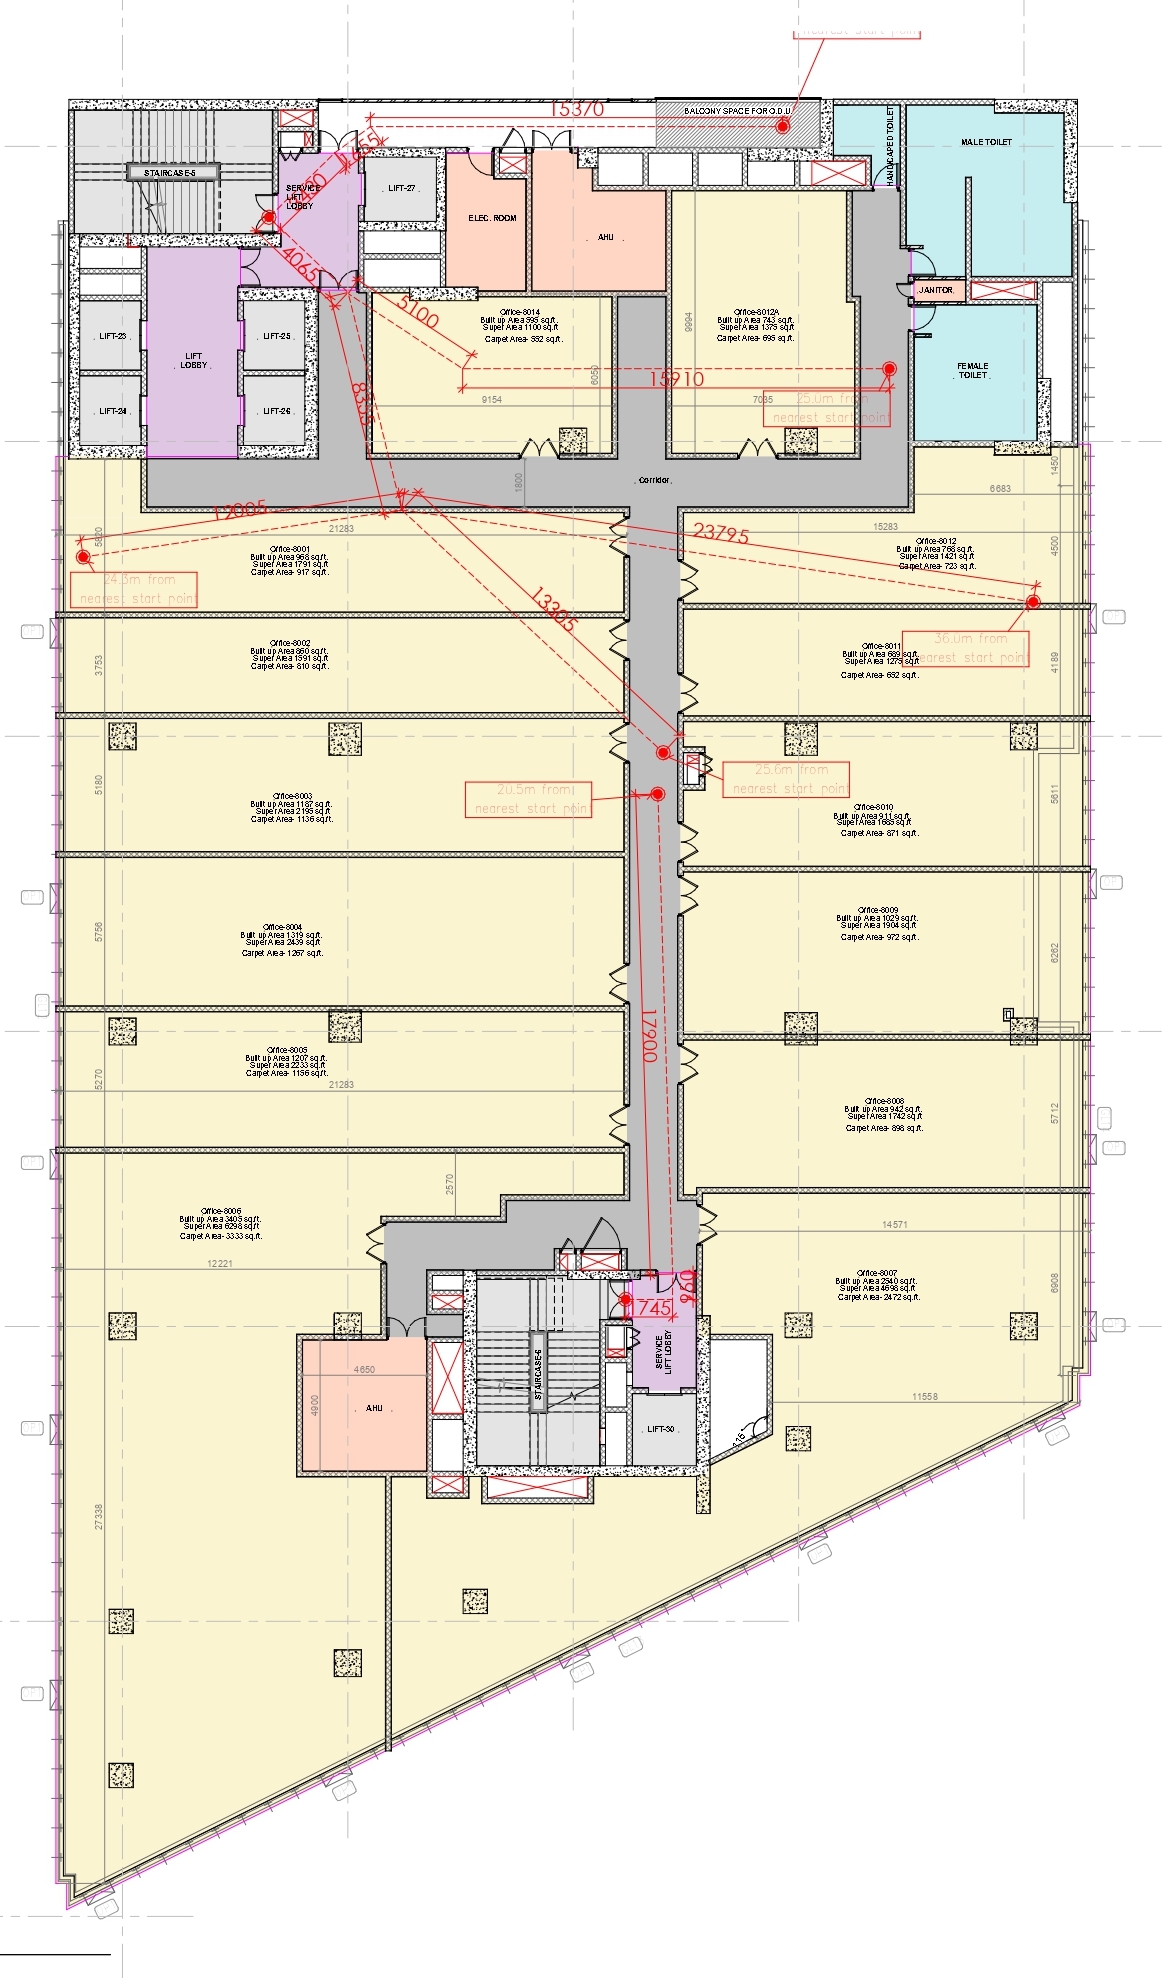 nearest start point
15370
BALCONY SPACE FOR O.D.U
HANDICAPED TOILET
MALE TOILET
1655
STAIRCASE-5
SERVICE
LIFT
LOBBY
LIFT-27
ELEC. ROOM
AHU
4065
5100
JANITOR.
LIFT-23
LIFT-25
LIFT
LOBBY
LIFT-24
LIFT-26
Office-8014
Built up Area 595 sq.ft.
Super Area 1100 sq.ft
Carpet Area- 552 sq.ft.
Office-8012A
Built up Area 743 sq.ft.
Super Area 1375 sq.ft
Carpet Area- 695 sq.ft.
9994
6050
8355
15910
9154
7035
25.0m from
nearest start point
FEMALE
TOILET
Corridor
1800
1450
6683
12005
21283
5820
23795
15283
4500
Office-8001
Built up Area 968 sq.ft.
Super Area 1791 sq.ft
Carpet Area- 917 sq.ft.
Office-8012
Built up Area 768 sq.ft.
Super Area 1421 sq.ft
Carpet Area- 723 sq.ft.
24.3m from
nearest start point
13305
36.0m from
nearest start point
Office-8002
Built up Area 860 sq.ft.
Super Area 1591 sq.ft
Carpet Area- 810 sq.ft.
3753
Office-8011
Built up Area 689 sq.ft.
Super Area 1275 sq.ft
Carpet Area- 652 sq.ft.
4189
25.6m from
nearest start point
20.5m from
nearest start point
5180
Office-8003
Built up Area 1187 sq.ft.
Super Area 2195 sq.ft
Carpet Area- 1136 sq.ft.
Office-8010
Built up Area 911 sq.ft.
Super Area 1685 sq.ft
Carpet Area- 871 sq.ft.
5611
5756
Office-8004
Built up Area 1319 sq.ft.
Super Area 2439 sq.ft
Carpet Area- 1267 sq.ft.
Office-8009
Built up Area 1029 sq.ft.
Super Area 1904 sq.ft
Carpet Area- 972 sq.ft.
6262
17900
Office-8005
Built up Area 1207 sq.ft.
Super Area 2233 sq.ft
Carpet Area- 1156 sq.ft.
5270
21283
Office-8008
Built up Area 942 sq.ft.
Super Area 1742 sq.ft
Carpet Area- 898 sq.ft.
5712
2570
Office-8006
Built up Area 3405 sq.ft.
Super Area 6298 sq.ft
Carpet Area- 3333 sq.ft.
12221
14571
Office-8007
Built up Area 2540 sq.ft.
Super Area 4698 sq.ft
Carpet Area- 2472 sq.ft.
6908
950
1745
SERVICE
LIFT LOBBY
STAIRCASE-6
4650
4900
AHU
11558
LIFT-30
27338